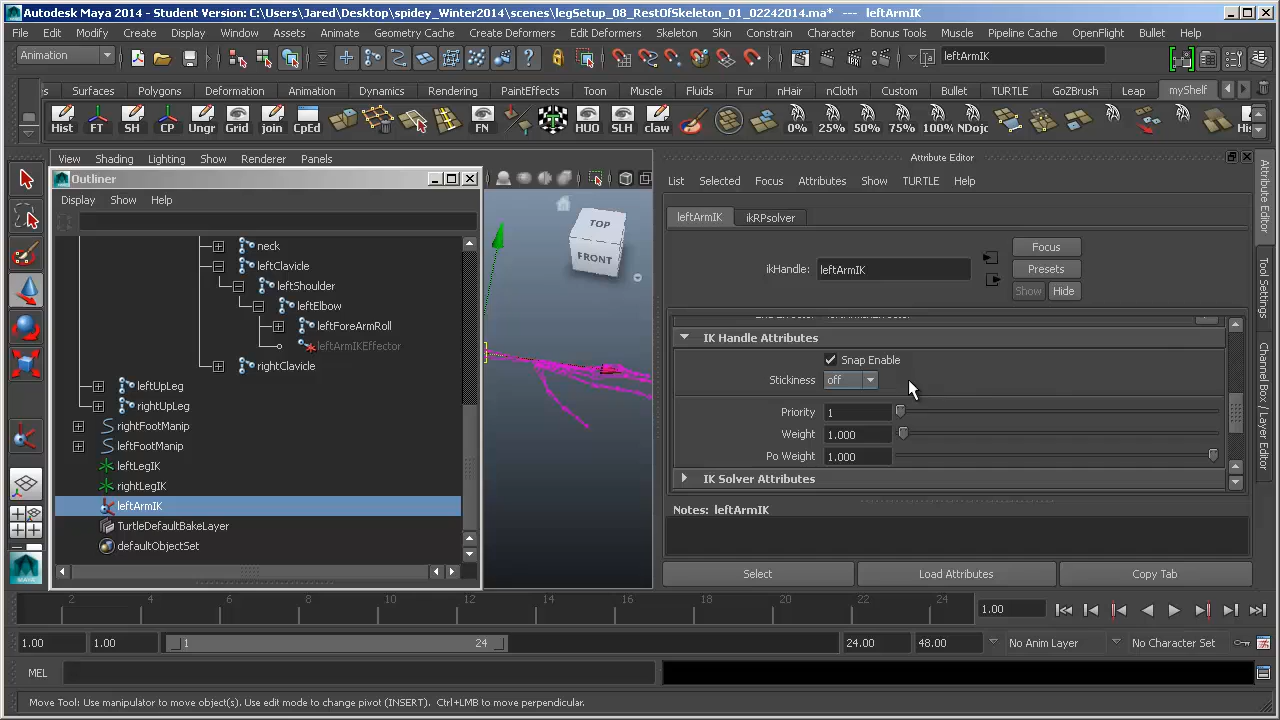 Autodesk Maya 2014 - Student Version: C:\Users\Jared\Desktop\spidey_Winter2014\scenes\legSetup_08_RestOfSkeleton_01_02242014.ma* --- leftArmIK
File Edit Modify Create Display Window Assets Animate Geometry Cache Create Deformers Edit Deformers Skeleton Skin Constrain Character Bonus Tools Muscle Pipeline Cache OpenFlight Bullet Help
Animation leftArmIK
s Surfaces Polygons Deformation Animation Dynamics Rendering PaintEffects Toon Muscle Fluids Fur nHair nCloth Custom Bavel Bullet TURTLE GoZBrush Leap myShelf
Hist FT SH CP Ungr Grid join CpEd FN HUO SLH claw 0% 25% 50% 75% 100% NDoj His
View Shading Lighting Show Renderer Panels
Attribute Editor
Outliner
List Selected Focus Attributes Show TURTLE Help
Display Show Help
leftArmIK ikRPsolver
TOP
FRONT
Focus
ikHandle: leftArmIK Presets
Show Hide
neck
leftClavicle
leftShoulder
leftElbow
leftForeArmRoll
leftArmIKEffector
rightClavicle
leftUpLeg
rightUpLeg
rightFootManip
leftFootManip
leftLegIK
rightLegIK
leftArmIK
TurtleDefaultBakeLayer
defaultObjectSet
IK Handle Attributes
Snap Enable
Stickiness off
Priority 1
Weight 1.000
Po Weight 1.000
IK Solver Attributes
Notes: leftArmIK
Select Load Attributes Copy Tab
Attribute Editor
Tool Settings
Channel Box / Layer Editor
2 4 6 8 10 12 14 16 18 20 22 24 1.00
1.00 1.00 1 24 24.00 48.00 No Anim Layer No Character Set
MEL
Move Tool: Use manipulator to move object(s). Use edit mode to change pivot (INSERT). Ctrl+LMB to move perpendicular.